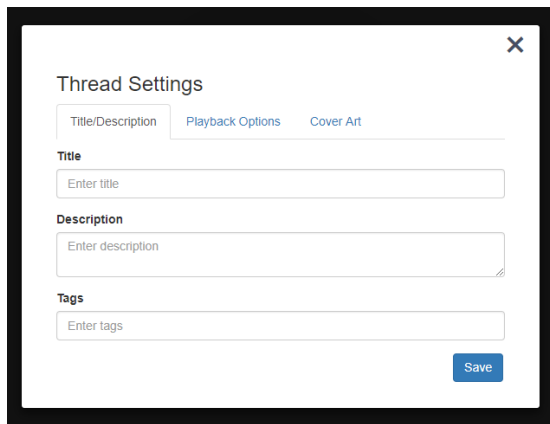 Thread Settings
Title/Description Playback Options Cover Art
Title
Enter title
Description
Enter description
Tags
Enter tags
Save